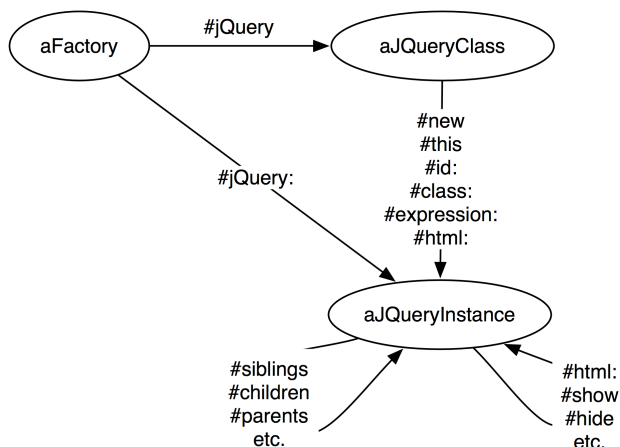 aFactory
#jQuery
aJQueryClass
#new
#this
#id:
#class:
#expression:
#html:
#jQuery:
aJQueryInstance
#siblings
#children
#parents
etc.
#html:
#show
#hide
etc.